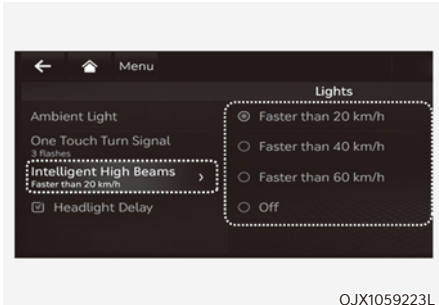 Menu
Lights
Ambient Light
One Touch Turn Signal
3 flashes
Intelligent High Beams
Faster than 20 km/h
Headlight Delay
Faster than 20 km/h
Faster than 40 km/h
Faster than 60 km/h
Off
OJX1059223L